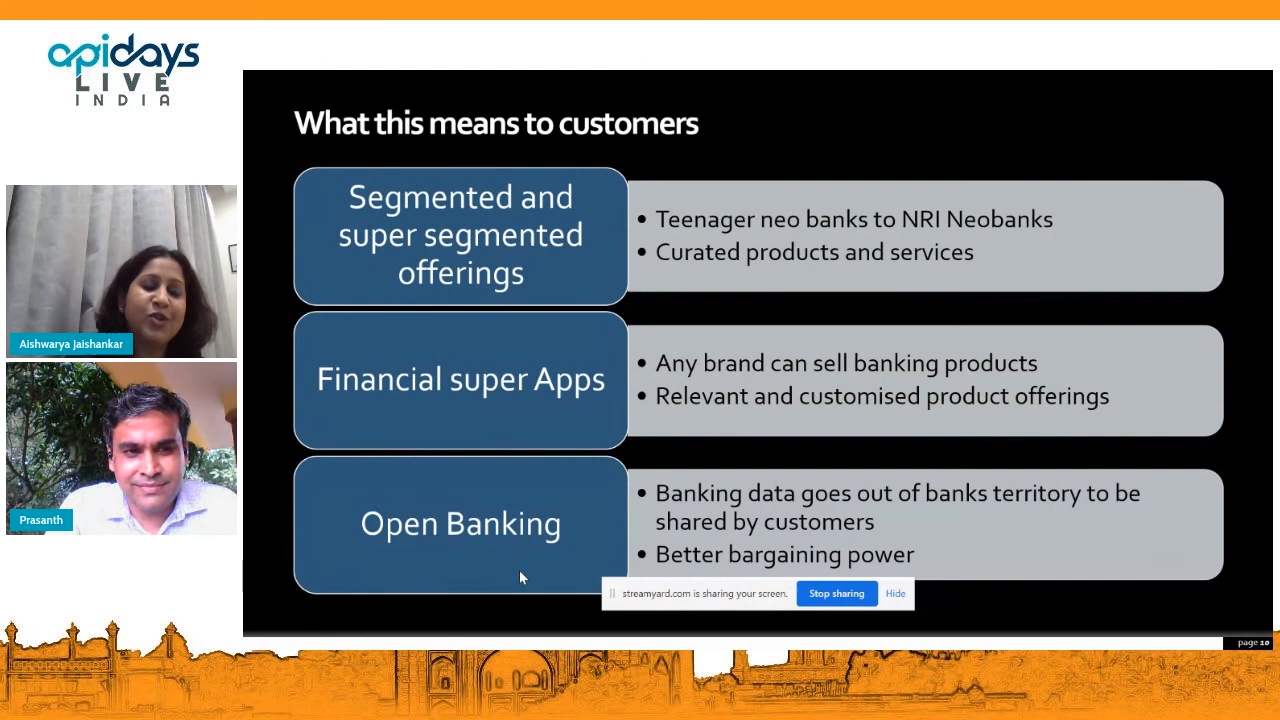 apidays
LIVE
INDIA
What this means to customers
Segmented and
super segmented
offerings
• Teenager neo banks to NRI Neobanks
• Curated products and services
Financial super Apps
• Any brand can sell banking products
• Relevant and customised product offerings
Open Banking
• Banking data goes out of banks territory to be
shared by customers
• Better bargaining power
streamyard.com is sharing your screen.
Stop sharing
Hide
Aishwarya Jaishankar
Prasanth
page 10